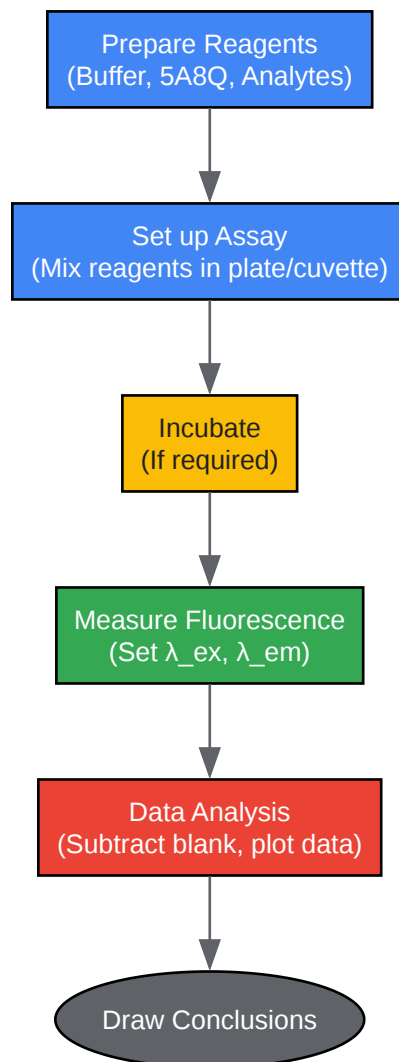 Prepare Reagents
(Buffer, 5A8Q, Analytes)
Set up Assay
(Mix reagents in plate/cuvette)
Incubate
(If required)
Measure Fluorescence
(Set λ_ex, λ_em)
Data Analysis
(Subtract blank, plot data)
Draw Conclusions